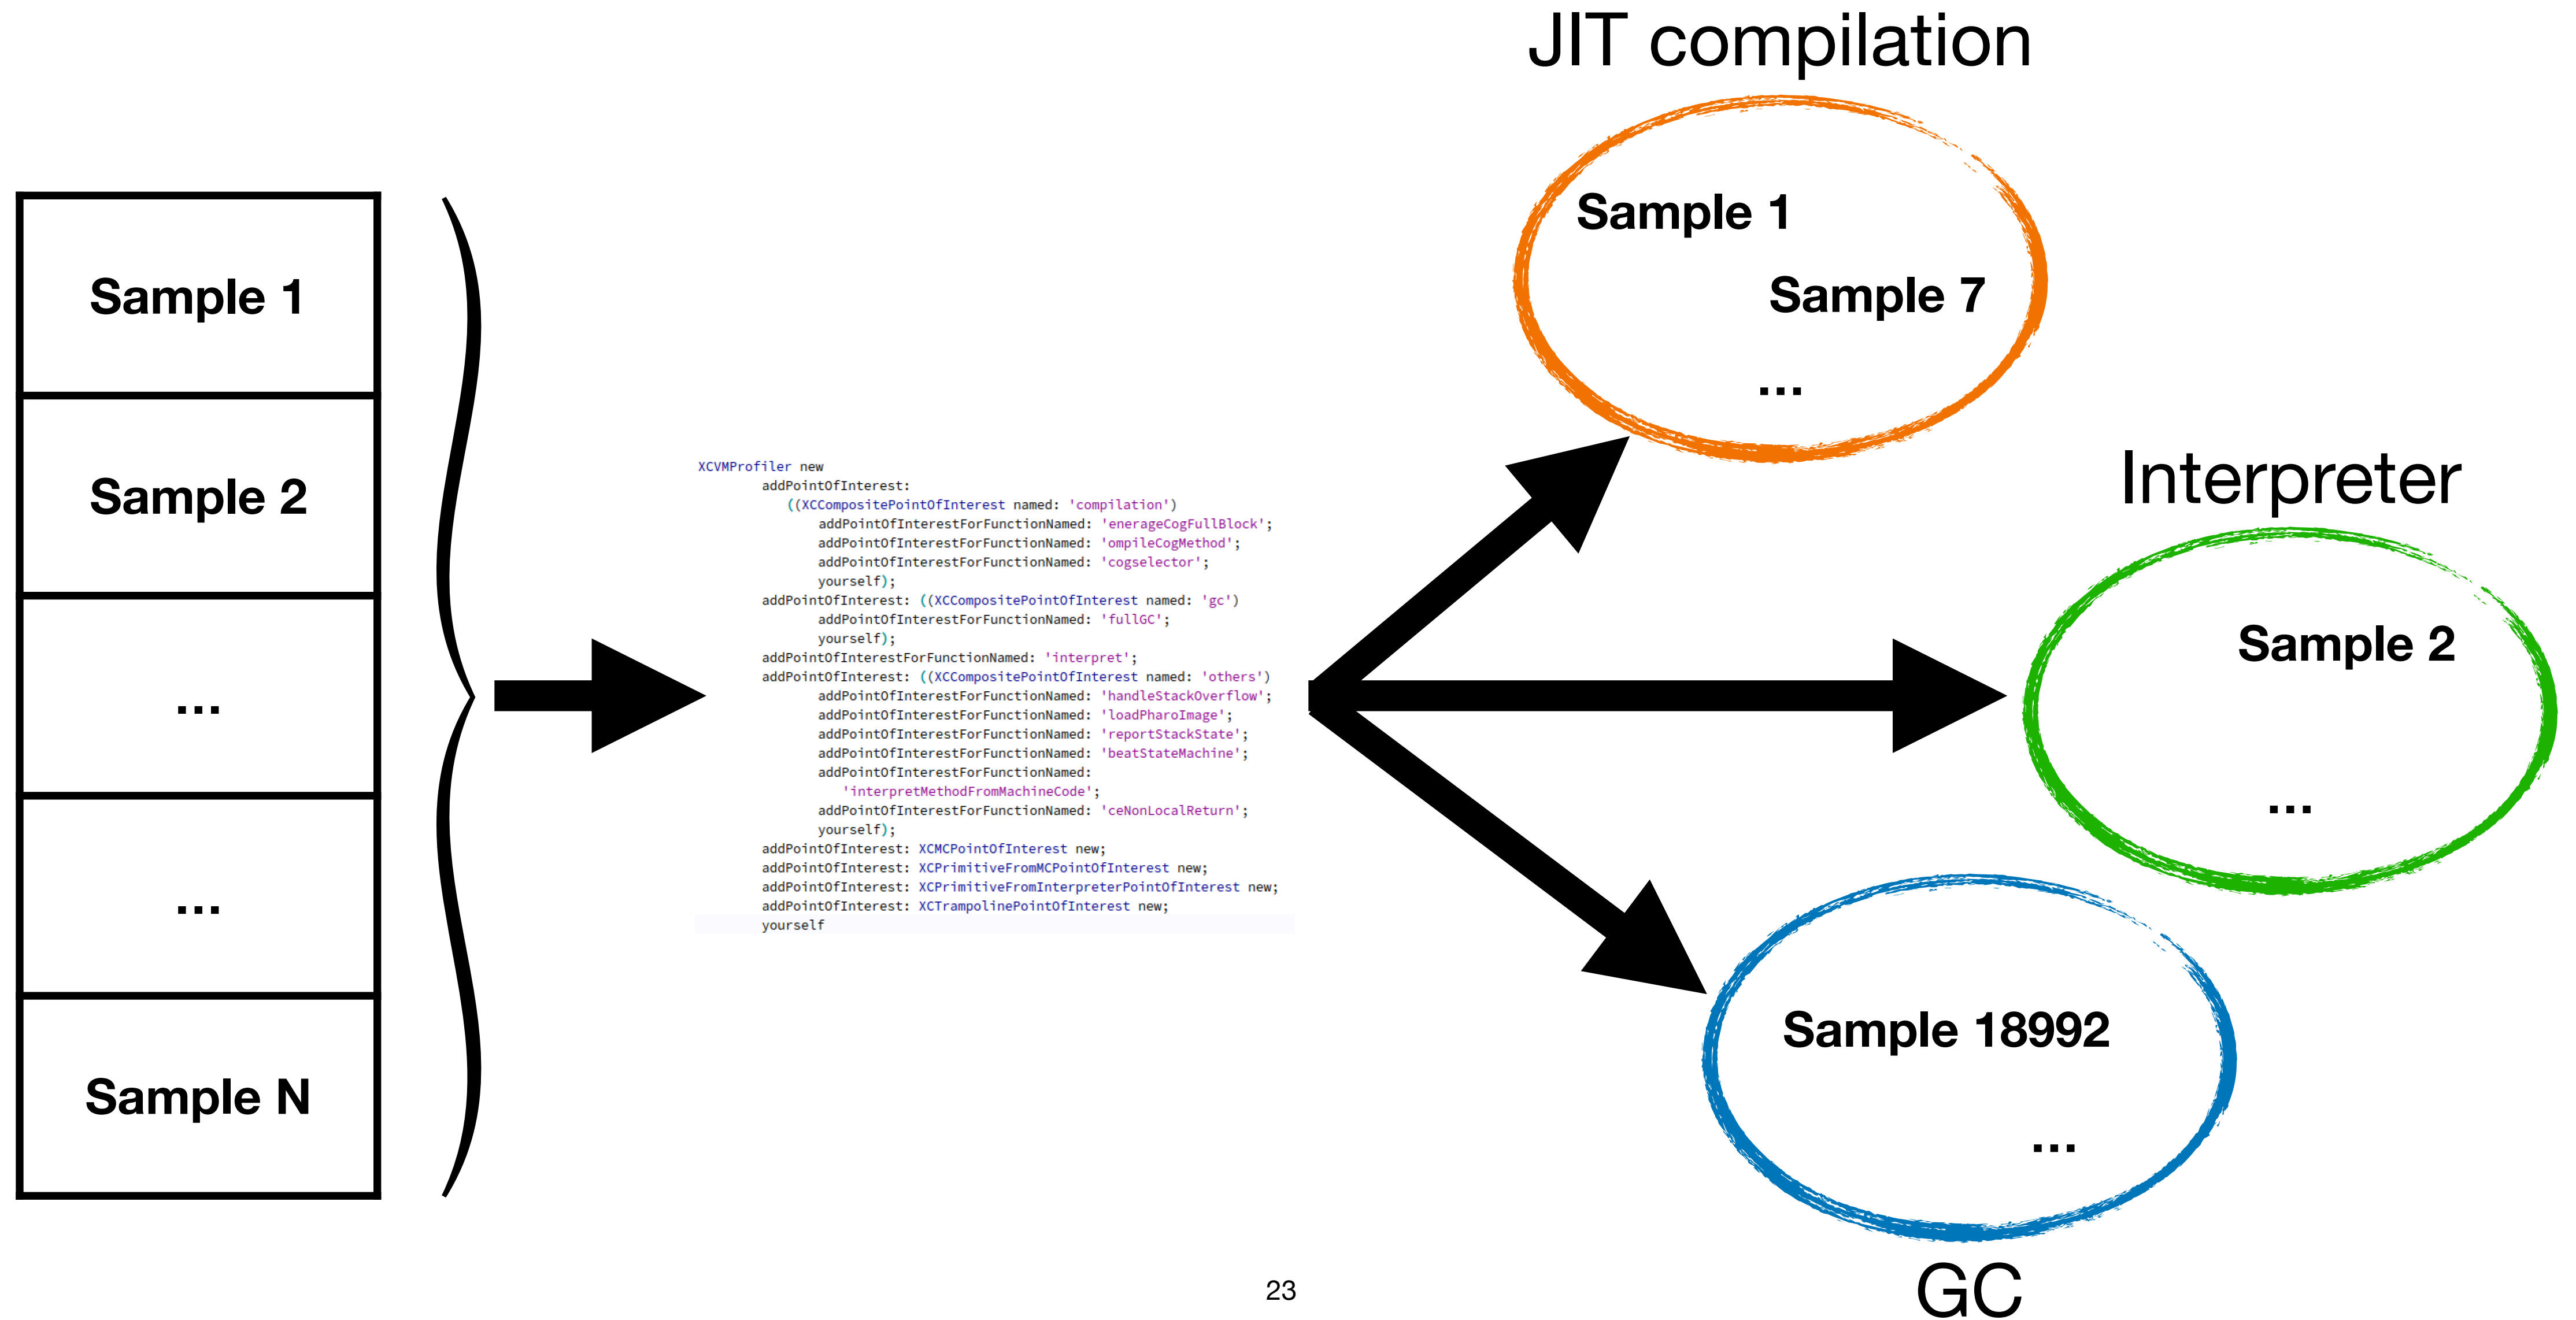 Sample 1
Sample 2
...
...
Sample N
XCVMProfiler new
addPointOfInterest:
((XCCompositePointOfInterest named: 'compilation')
addPointOfInterestForFunctionNamed: 'enerageCogFullBlock';
addPointOfInterestForFunctionNamed: 'ompileCogMethod';
addPointOfInterestForFunctionNamed: 'cogselector';
yourself);
addPointOfInterest: ((XCCompositePointOfInterest named: 'gc')
addPointOfInterestForFunctionNamed: 'fullGC';
yourself);
addPointOfInterestForFunctionNamed: 'interpret';
addPointOfInterest: ((XCCompositePointOfInterest named: 'others')
addPointOfInterestForFunctionNamed: 'handleStackOverflow';
addPointOfInterestForFunctionNamed: 'loadPharoImage';
addPointOfInterestForFunctionNamed: 'reportStackState';
addPointOfInterestForFunctionNamed: 'beatStateMachine';
addPointOfInterestForFunctionNamed:
'interpretMethodFromMachineCode';
addPointOfInterestForFunctionNamed: 'ceNonLocalReturn';
yourself);
addPointOfInterest: XCMCPointOfInterest new;
addPointOfInterest: XCPrimitiveFromMCPointOfInterest new;
addPointOfInterest: XCPrimitiveFromInterpreterPointOfInterest new;
addPointOfInterest: XCTrampolinePointOfInterest new;
yourself
JIT compilation
Sample 1
Sample 7
...
Interpreter
Sample 2
...
Sample 18992
...
GC
23